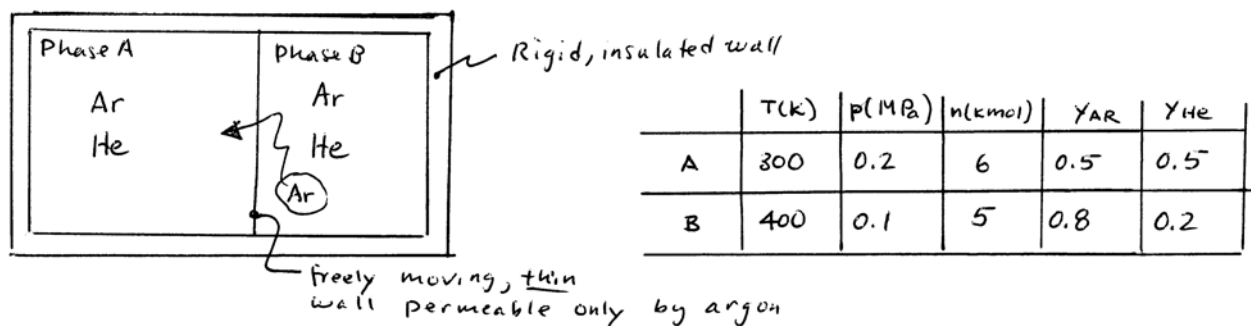 Phase A
Phase B
Rigid, insulated wall
Ar
He
Ar
He
Ar
freely moving, thin
wall permeable only by argon
T(K) p(MPa) n(kmol) YAR YHe
A 300 0.2 6 0.5 0.5
B 400 0.1 5 0.8 0.2